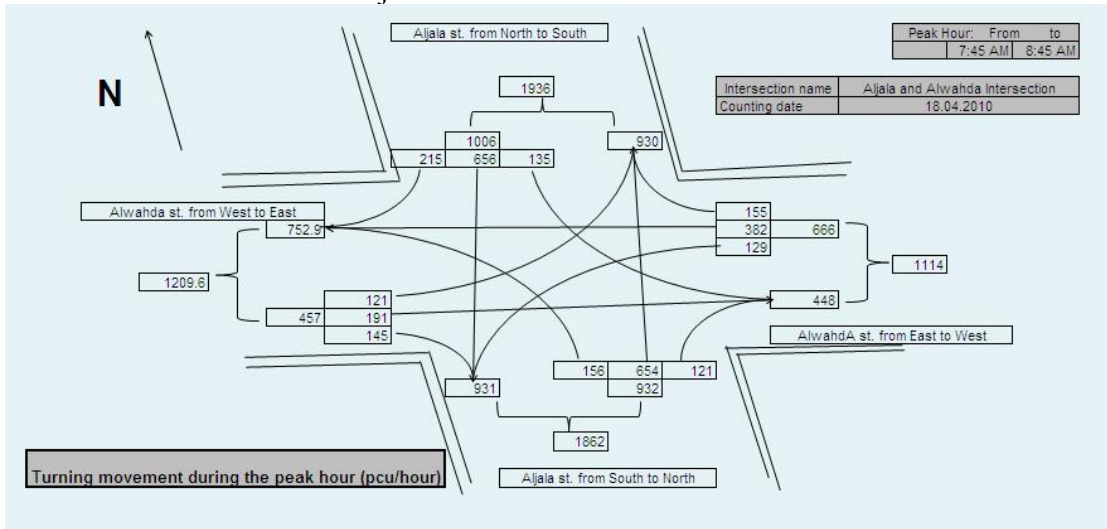 Aljala st. from North to South
Peak Hour: From to
7:45 AM 8:45 AM
N
1936
Intersection name Aljala and Alwahda Intersection
Counting date 18.04.2010
1006
930
215 656 135
Alwahda st. from West to East
155
752.9
382 666
129
1114
1209.6
121
448
457 191
145
AlwahdA st. from East to West
156 654 121
931
932
1862
Turning movement during the peak hour (pcu/hour)
Aljala st. from South to North